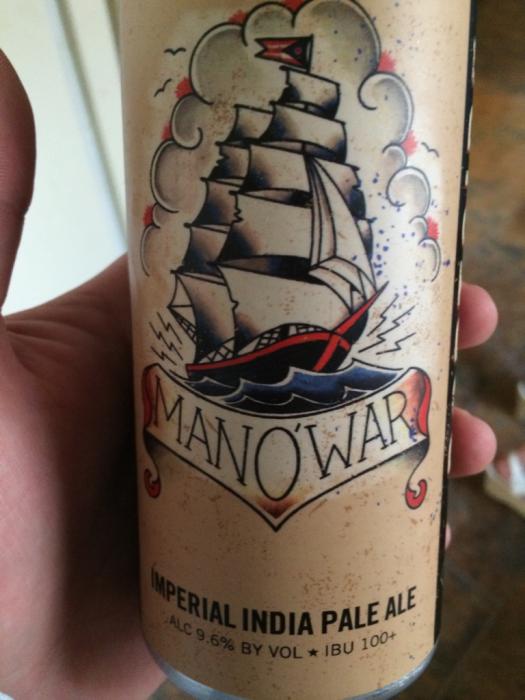 MAN O'WAR
IMPERIAL INDIA PALE ALE
ALC 9.6% BY VOL ★ IBU 100+